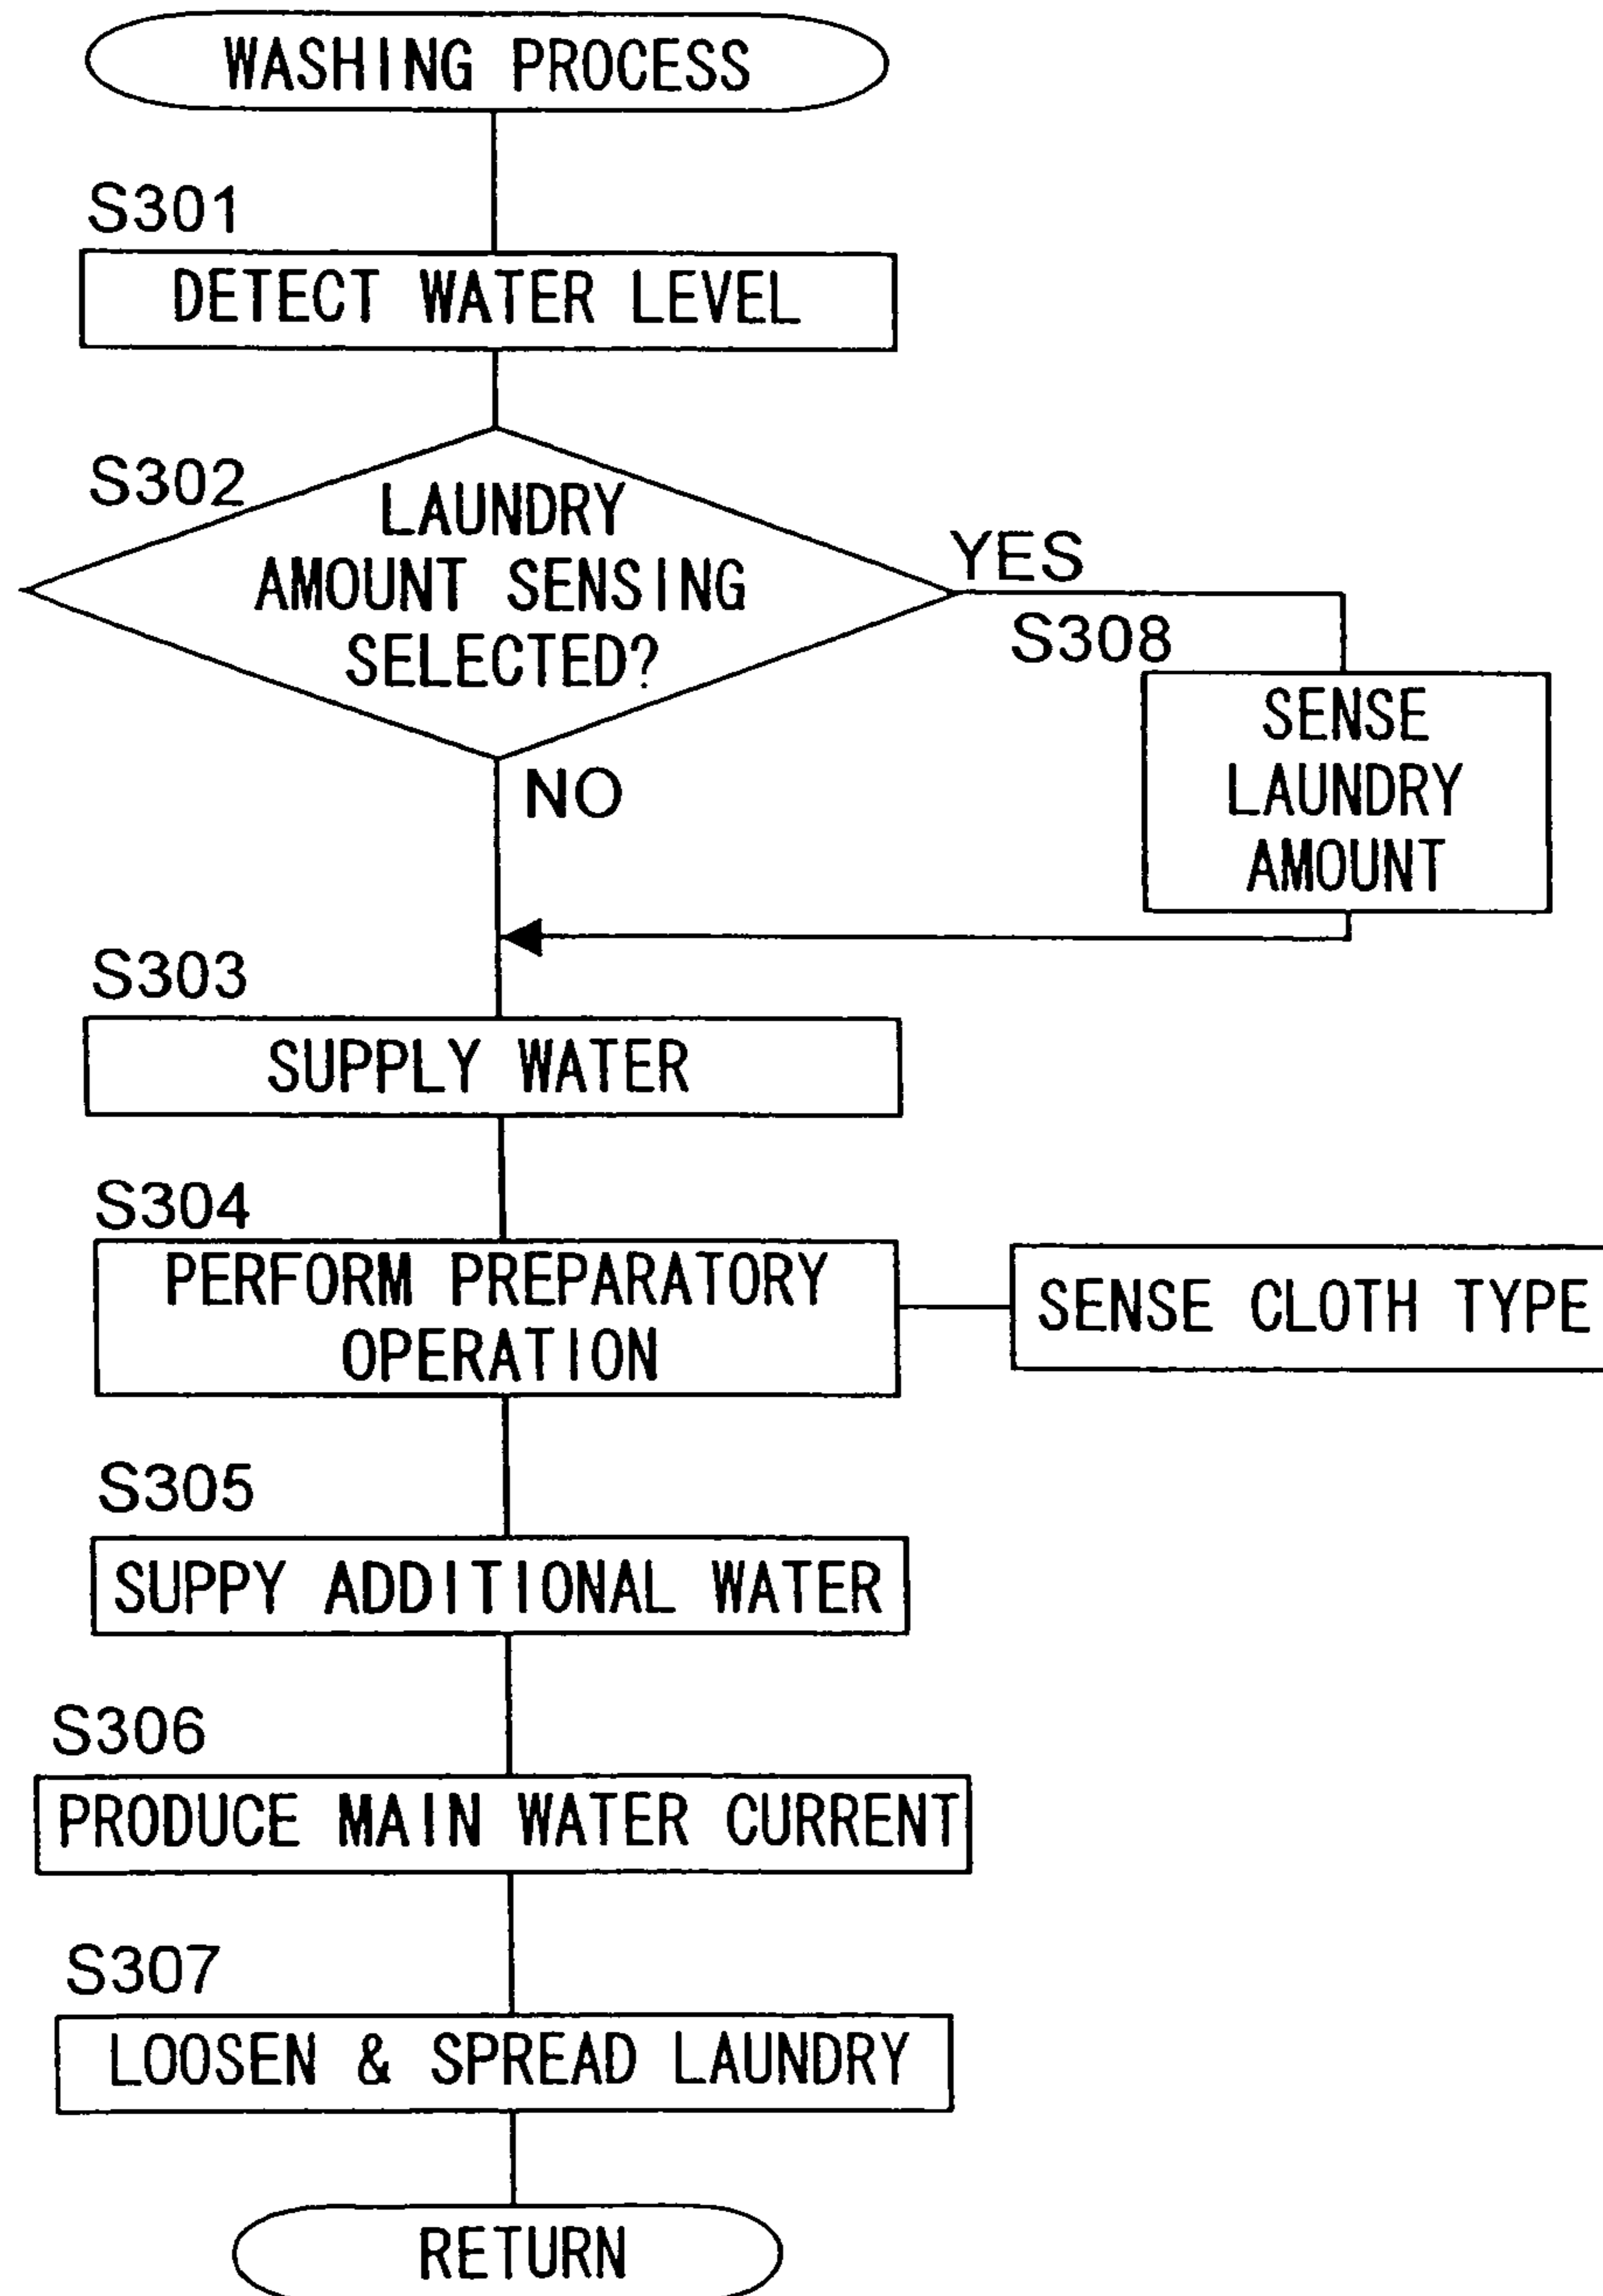 WASHING PROCESS
S301
DETECT WATER LEVEL
S302
LAUNDRY
AMOUNT SENSING
SELECTED?
YES
S308
SENSE
LAUNDRY
AMOUNT
NO
S303
SUPPLY WATER
S304
PERFORM PREPARATORY
OPERATION
SENSE CLOTH TYPE
S305
SUPPY ADDITIONAL WATER
S306
PRODUCE MAIN WATER CURRENT
S307
LOOSEN & SPREAD LAUNDRY
RETURN